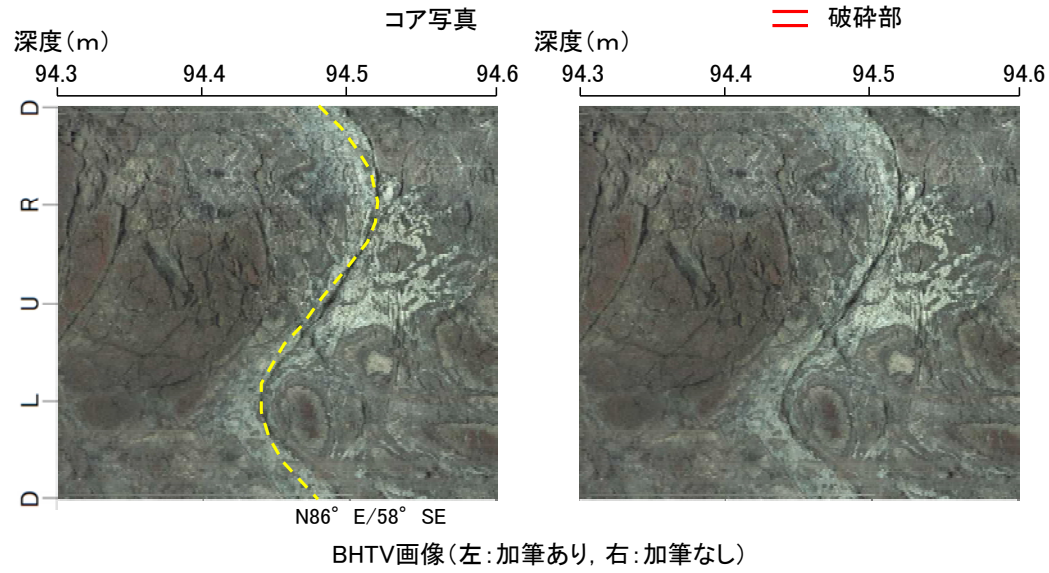 コア写真
破砕部
深度(m)
深度(m)
94.3 94.4 94.5 94.6
94.3 94.4 94.5 94.6
D
R
U
L
D
N86° E/58° SE
BHTV画像(左:加筆あり, 右:加筆なし)